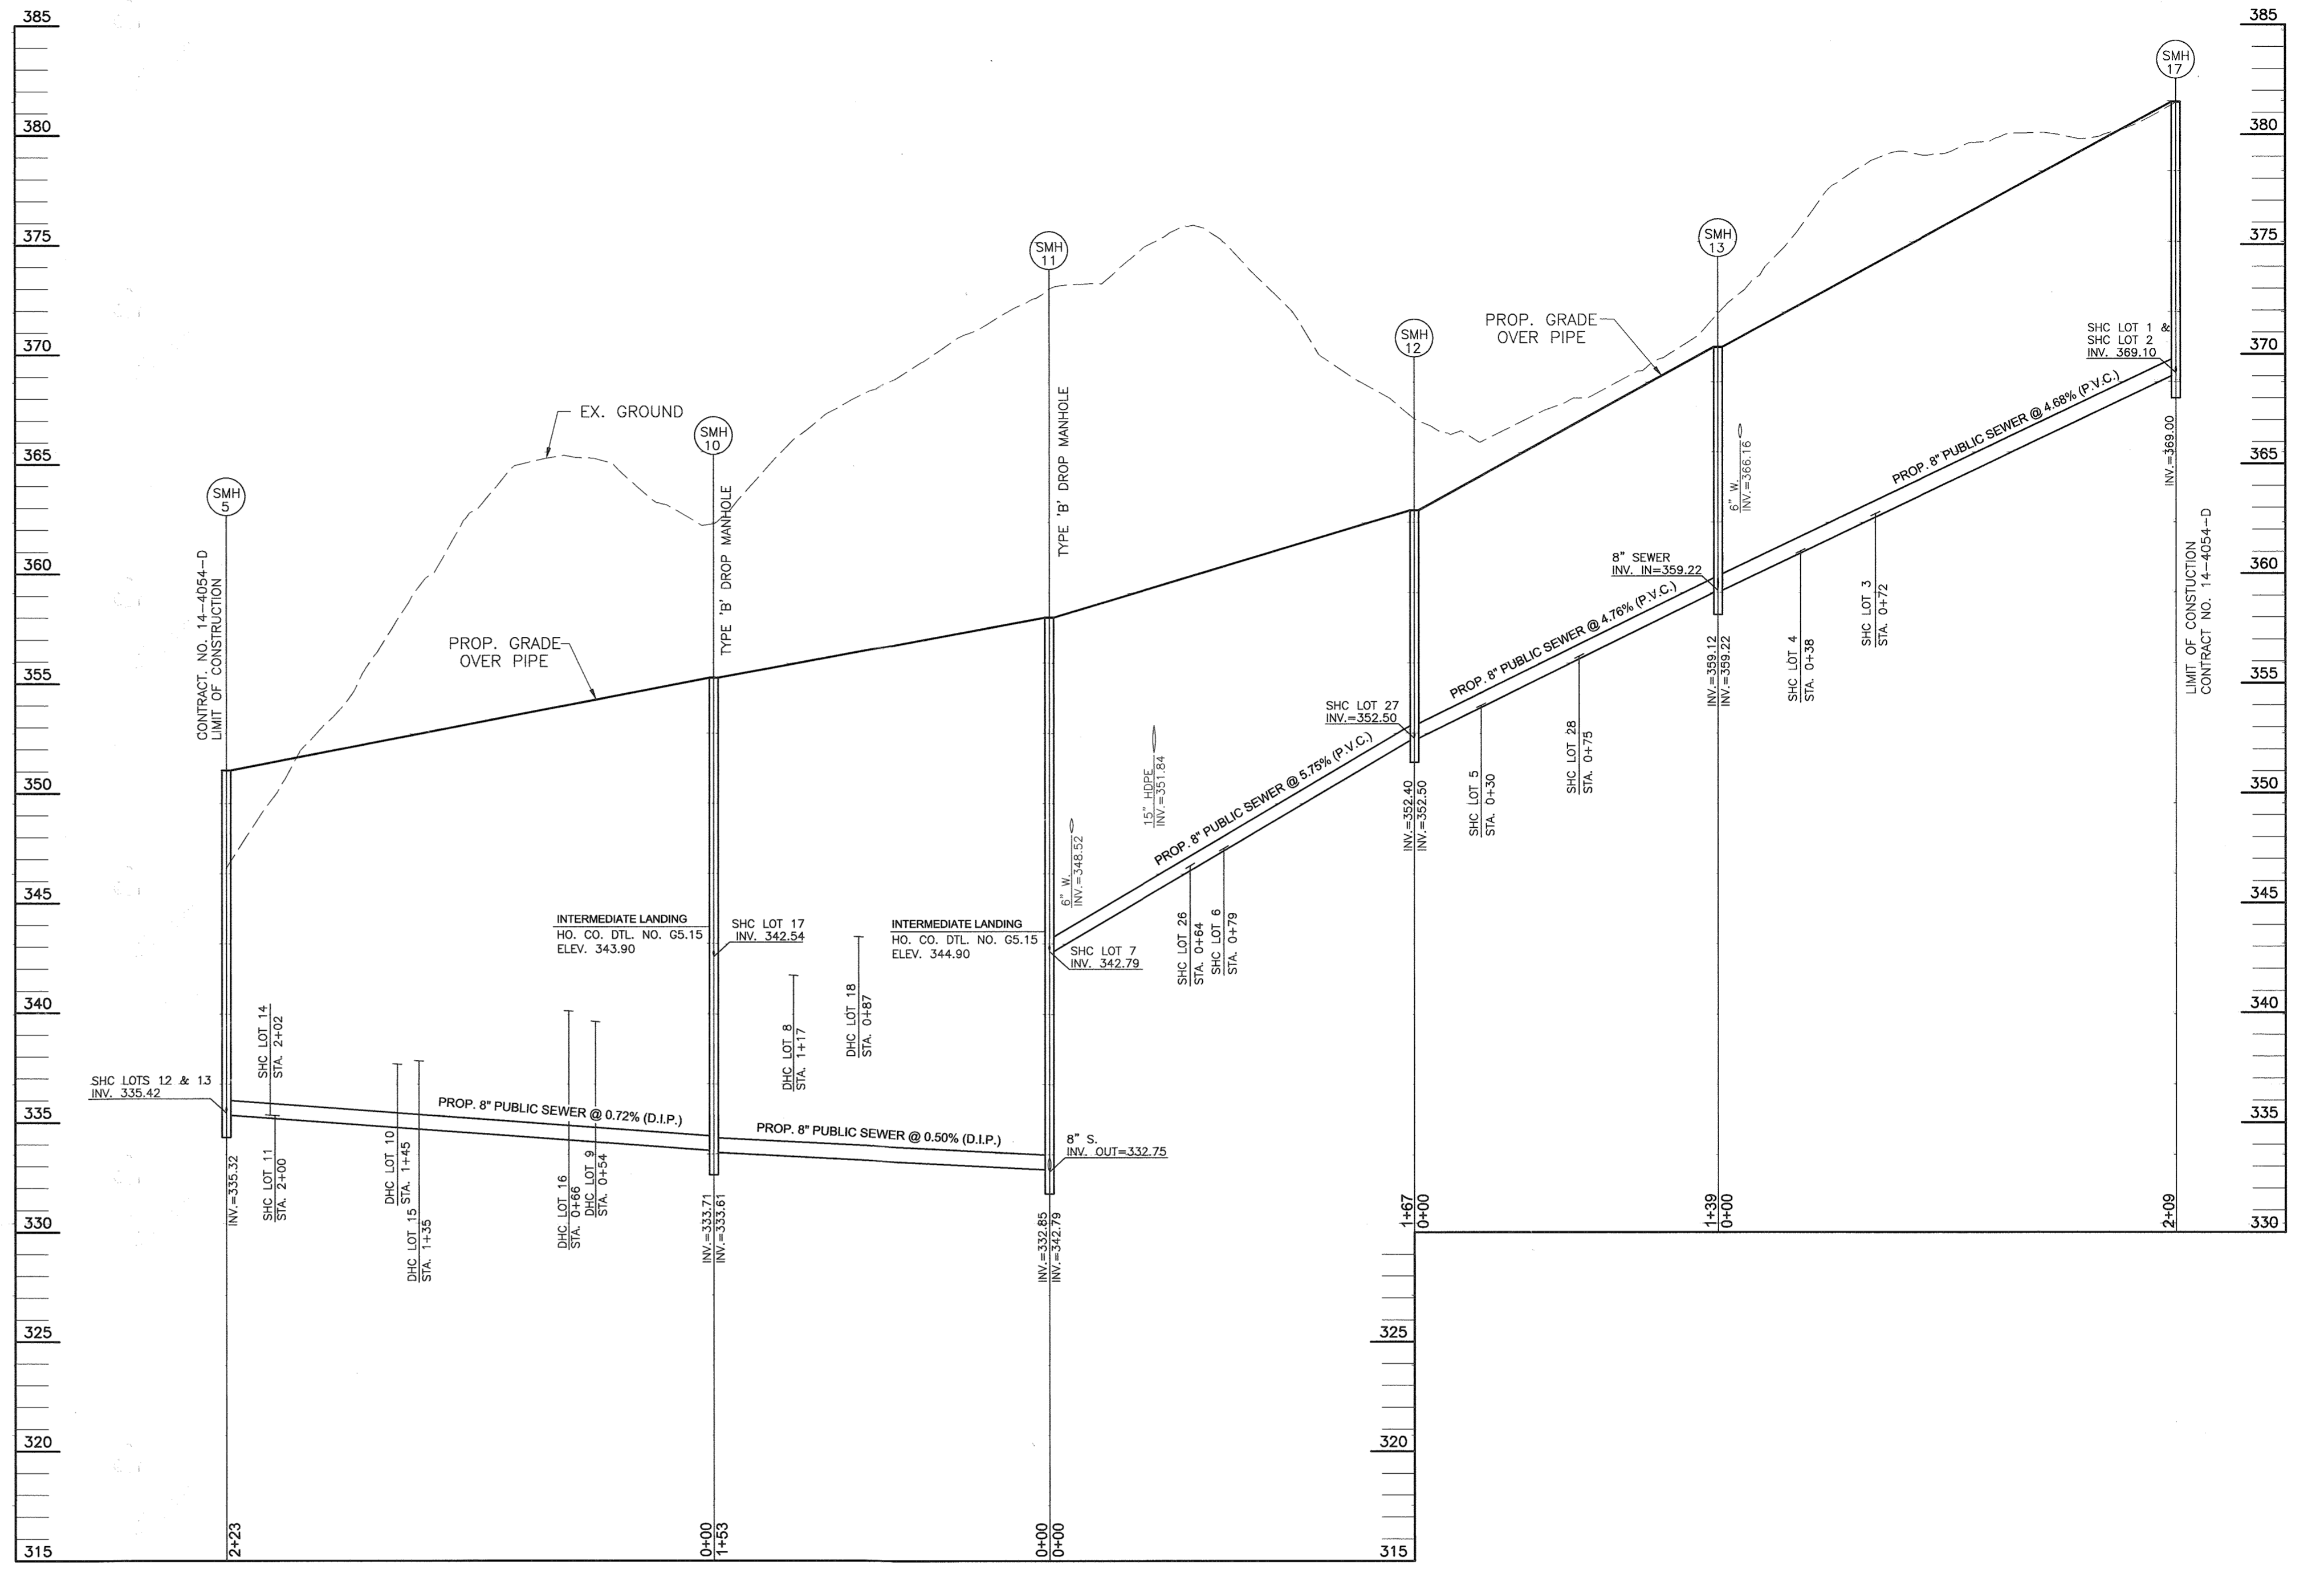 385
380
375
370
365
360
355
350
345
340
335
330
325
320
315
385
380
375
370
365
360
355
350
345
340
335
330
325
320
315
SMH
5
CONTRACT. NO. 14-4054-D
LIMIT OF CONSTRUCTION
EX. GROUND
PROP. GRADE
OVER PIPE
SMH
10
TYPE 'B' DROP MANHOLE
SMH
11
TYPE 'B' DROP MANHOLE
SMH
12
PROP. GRADE
OVER PIPE
SMH
13
SMH
17
SHC LOT 1 &
SHC LOT 2
INV. 369.10
PROP. 8" PUBLIC SEWER @ 4.68% (P.V.C.)
INV.=369.00
LIMIT OF CONSTUCTION
CONTRACT NO. 14-4054-D
6" W.
INV.=366.16
8" SEWER
INV. IN=359.22
PROP. 8" PUBLIC SEWER @ 4.76% (P.V.C.)
INV.=359.12
INV.=359.22
SHC LOT 4
STA. 0+38
SHC LOT 3
STA. 0+72
SHC LOT 27
INV.=352.50
PROP. 8" PUBLIC SEWER @ 5.75% (P.V.C.)
INV.=352.40
INV.=352.50
SHC LOT 5
STA. 0+30
SHC LOT 28
STA. 0+75
15" HDPE
INV.=351.84
6" W.
INV.=348.52
SHC LOT 26
STA. 0+64
SHC LOT 6
STA. 0+79
INTERMEDIATE LANDING
HO. CO. DTL. NO. G5.15
ELEV. 343.90
SHC LOT 17
INV. 342.54
INTERMEDIATE LANDING
HO. CO. DTL. NO. G5.15
ELEV. 344.90
SHC LOT 7
INV. 342.79
DHC LOT 8
STA. 1+17
DHC LOT 18
STA. 0+87
SHC LOTS 12 & 13
INV. 335.42
SHC LOT 14
STA. 2+02
PROP. 8" PUBLIC SEWER @ 0.72% (D.I.P.)
PROP. 8" PUBLIC SEWER @ 0.50% (D.I.P.)
8" S.
INV. OUT=332.75
INV.=335.32
SHC LOT 11
STA. 2+00
DHC LOT 10
STA. 1+45
DHC LOT 15
STA. 1+35
DHC LOT 16
STA. 0+66
DHC LOT 9
STA. 0+54
INV.=333.71
INV.=333.61
INV.=332.85
INV.=342.79
1+67
0+00
1+39
0+00
2+09
2+23
0+00
1+53
0+00
0+00